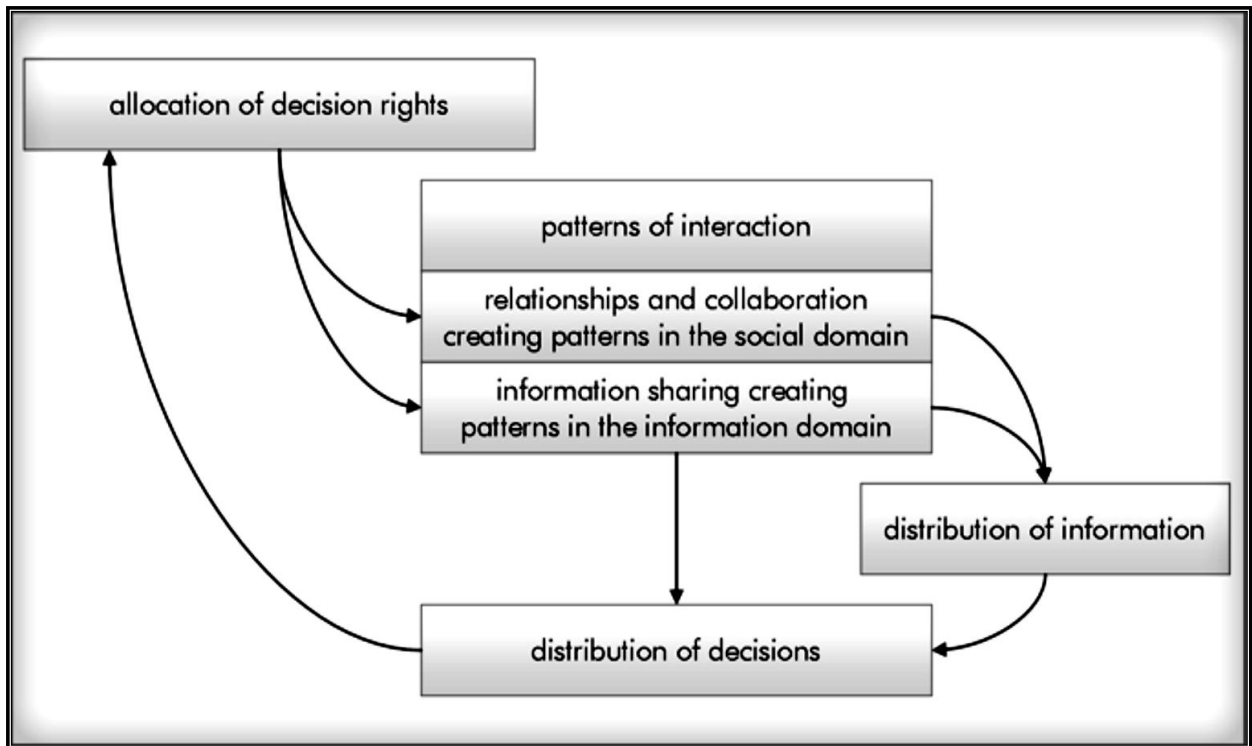 allocation of decision rights
patterns of interaction
relationships and collaboration
creating patterns in the social domain
information sharing creating
patterns in the information domain
distribution of information
distribution of decisions